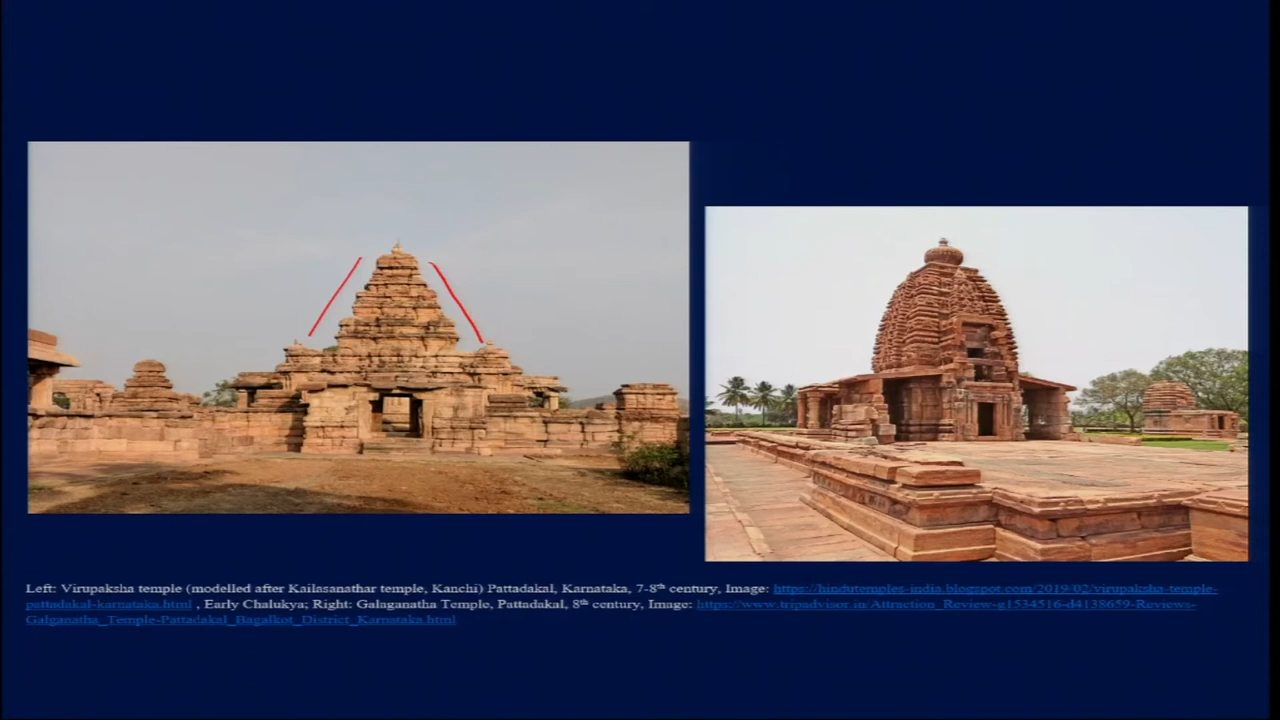 Left: Virupaksha temple (modelled after Kailasanathar temple, Kanchi) Pattadakal, Karnataka, 7-8th century, Image: https://hindutemples-india.blogspot.com/2019/02/virupaksha-temple-
pattadakal-karnataka.html , Early Chalukya; Right: Galaganatha Temple, Pattadakal, 8th century, Image: https://www.tripadvisor.in/Attraction_Review-g1534516-d4138659-Reviews-
Galganatha_Temple-Pattadakal_Bagalkot_District_Karnataka.html